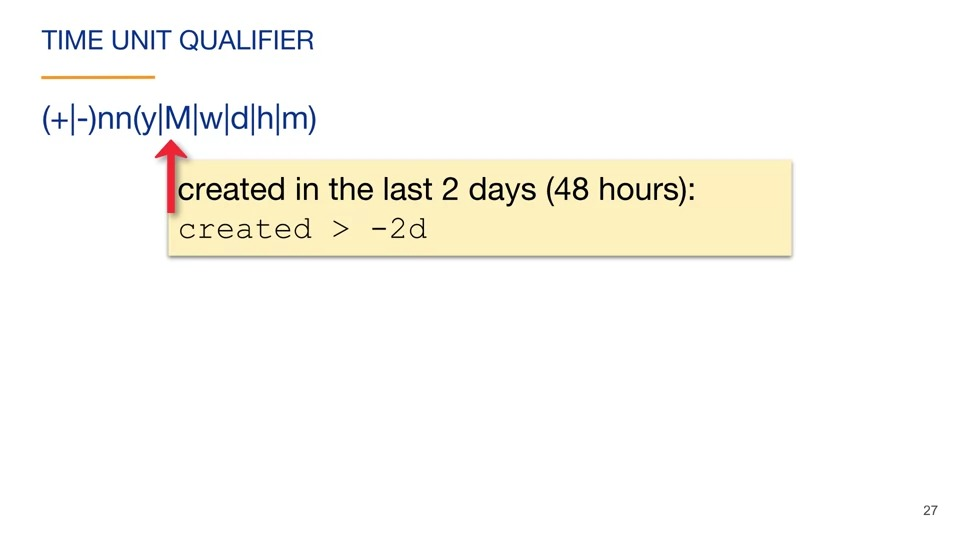 TIME UNIT QUALIFIER
(+|-)nn(y|M|w|d|h|m)
created in the last 2 days (48 hours):
created > -2d
27